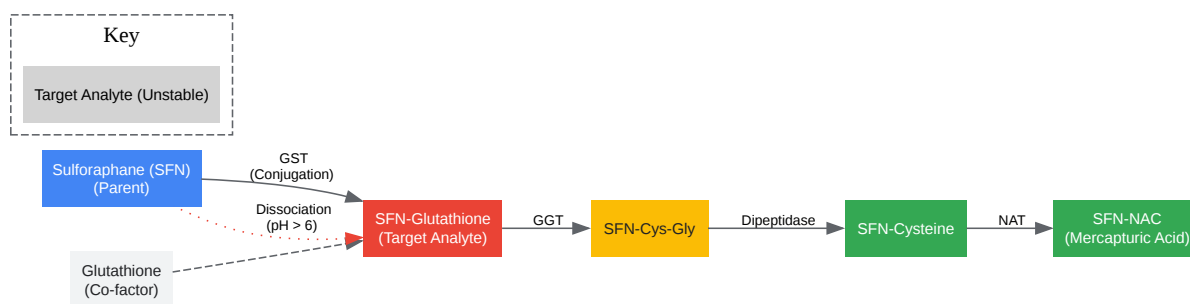 Key
Target Analyte (Unstable)
Sulforaphane (SFN)
(Parent)
GST
(Conjugation)
Dissociation
(pH > 6)
Glutathione
(Co-factor)
SFN-Glutathione
(Target Analyte)
GGT
SFN-Cys-Gly
Dipeptidase
SFN-Cysteine
NAT
SFN-NAC
(Mercapturic Acid)